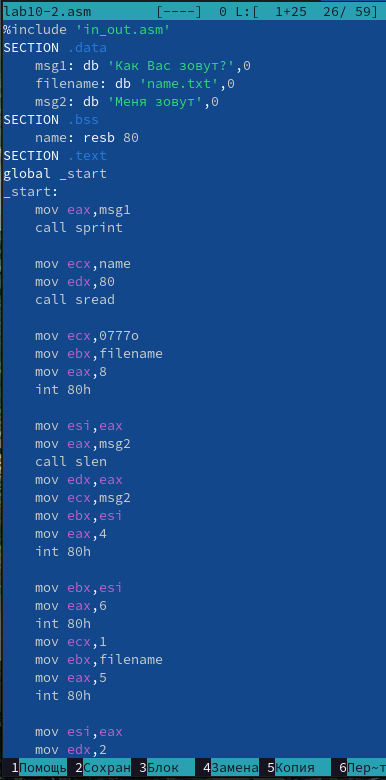 lab10-2.asm        [----]  0 L:[  1+25  26/ 59]
%include 'in_out.asm'
SECTION .data
    msg1: db 'Как Вас зовут?',0
    filename: db 'name.txt',0
    msg2: db 'Меня зовут',0
SECTION .bss
    name: resb 80
SECTION .text
global _start
_start:
    mov eax,msg1
    call sprint

    mov ecx,name
    mov edx,80
    call sread

    mov ecx,0777o
    mov ebx,filename
    mov eax,8
    int 80h

    mov esi,eax
    mov eax,msg2
    call slen
    mov edx,eax
    mov ecx,msg2
    mov ebx,esi
    mov eax,4
    int 80h

    mov ebx,esi
    mov eax,6
    int 80h
    mov ecx,1
    mov ebx,filename
    mov eax,5
    int 80h

    mov esi,eax
    mov edx,2
1Помощь 2Сохран 3Блок 4Замена 5Копия 6Пер~т